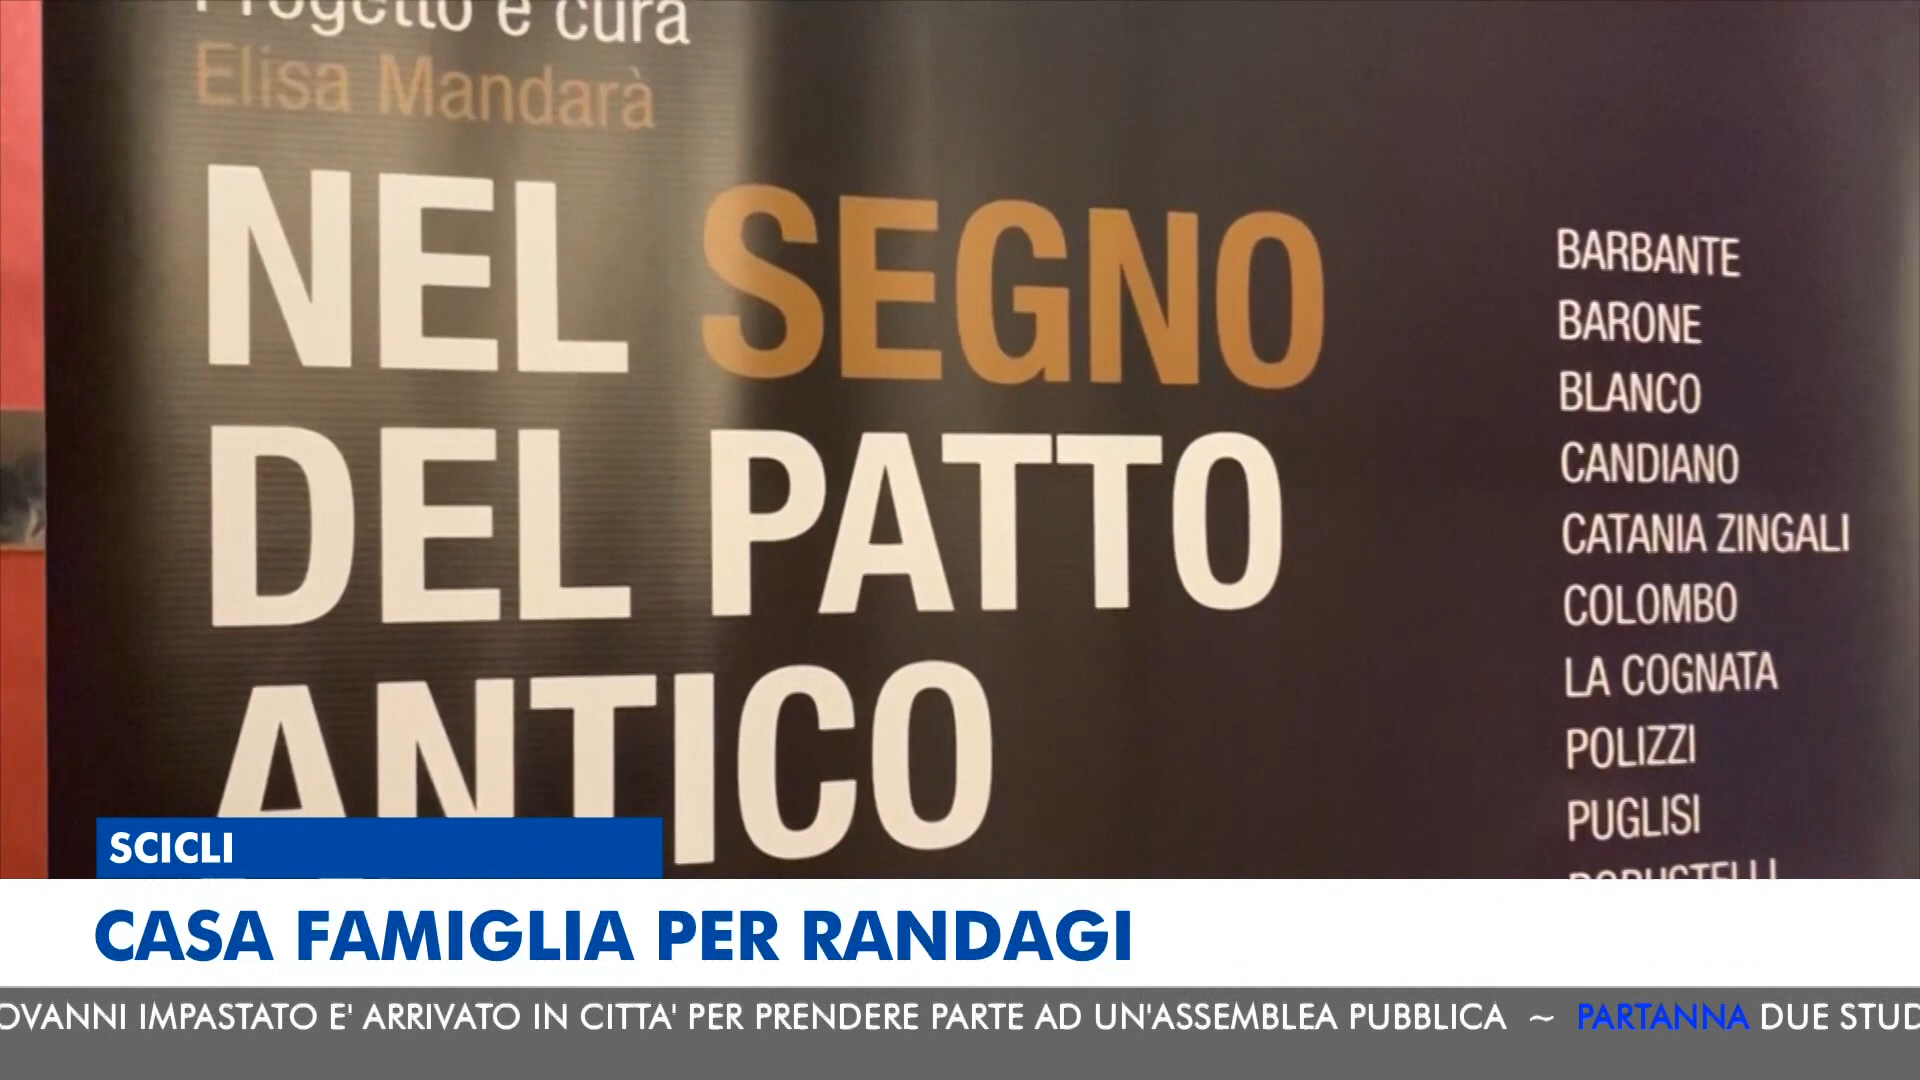 Progetto e cura
Elisa Mandarà
NEL SEGNO
DEL PATTO
ANTICO
BARBANTE
BARONE
BLANCO
CANDIANO
CATANIA ZINGALI
COLOMBO
LA COGNATA
POLIZZI
PUGLISI
ROBUSTELLI
SCICLI
CASA FAMIGLIA PER RANDAGI
OVANNI IMPASTATO E' ARRIVATO IN CITTA' PER PRENDERE PARTE AD UN'ASSEMBLEA PUBBLICA ~ PARTANNA DUE STUD